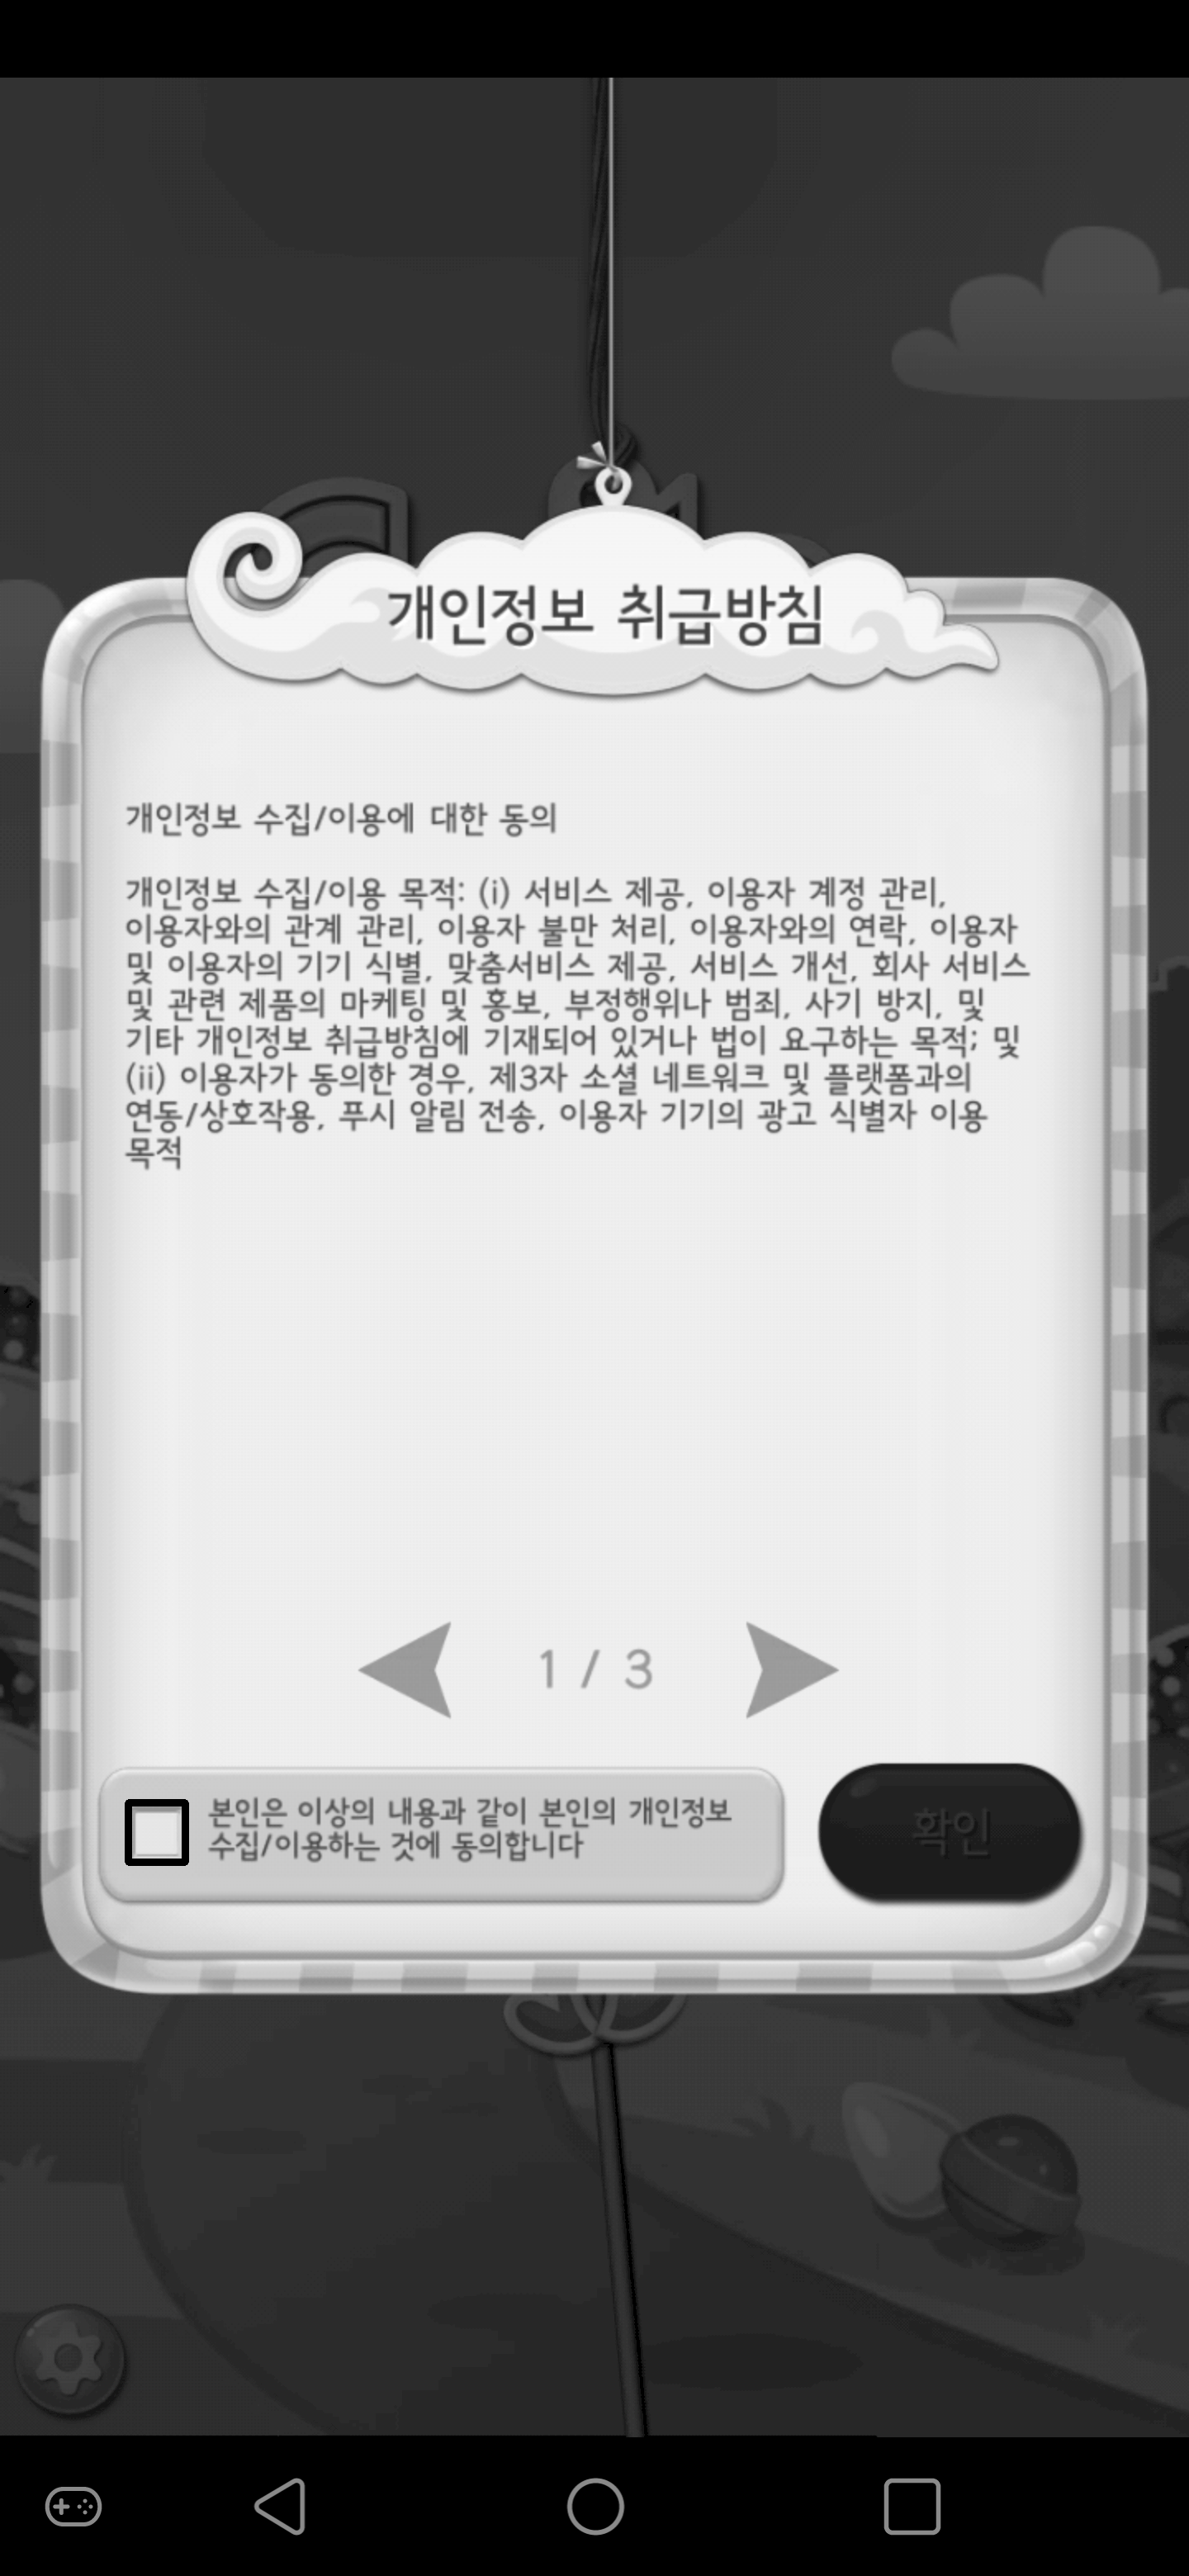 개인정보 취급방침
개인정보 수집/이용에 대한 동의
개인정보 수집/이용 목적: (i) 서비스 제공, 이용자 계정 관리,
이용자와의 관계 관리, 이용자 불만 처리, 이용자와의 연락, 이용자
및 이용자의 기기 식별, 맞춤서비스 제공, 서비스 개선, 회사 서비스
및 관련 제품의 마케팅 및 홍보, 부정행위나 범죄, 사기 방지, 및
기타 개인정보 취급방침에 기재되어 있거나 법이 요구하는 목적; 및
(ii) 이용자가 동의한 경우, 제3자 소셜 네트워크 및 플랫폼과의
연동/상호작용, 푸시 알림 전송, 이용자 기기의 광고 식별자 이용
목적
1 / 3
본인은 이상의 내용과 같이 본인의 개인정보
수집/이용하는 것에 동의합니다
확인